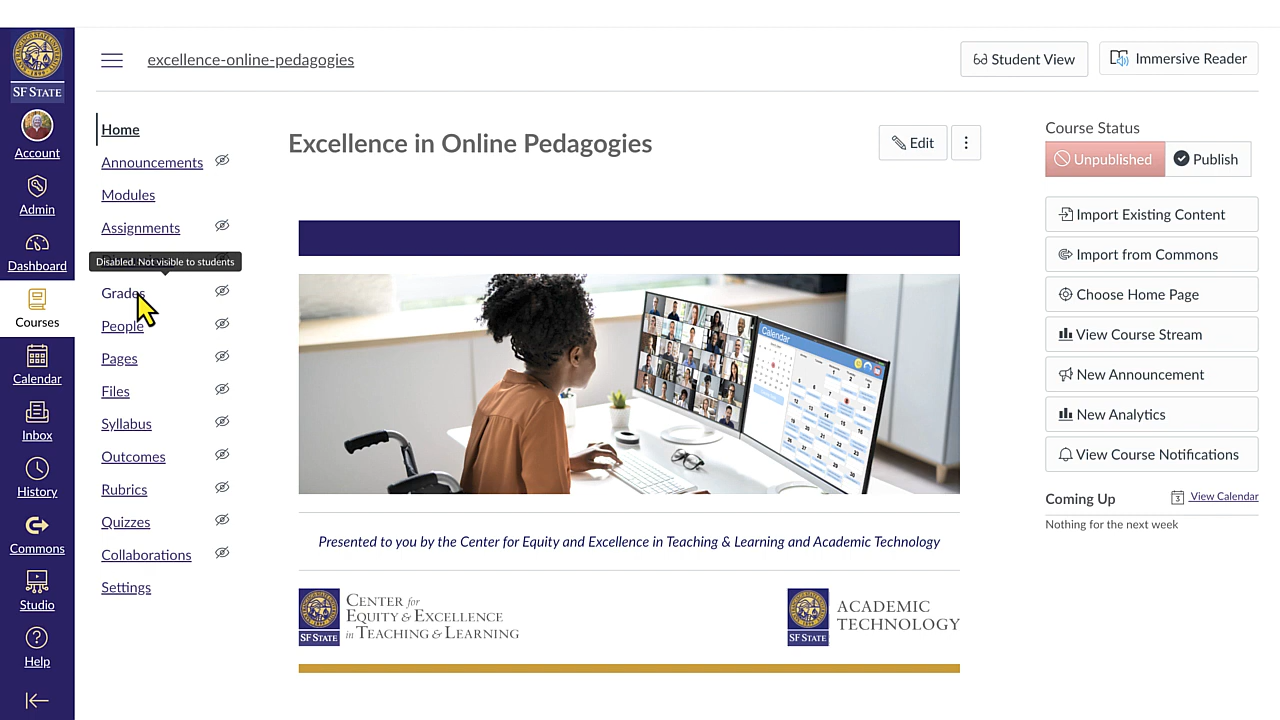 SF STATE
Account
Admin
Dashboard
Courses
Calendar
Inbox
History
Commons
Studio
Help
excellence-online-pedagogies
Student View
Immersive Reader
Home
Announcements
Modules
Assignments
Disabled. Not visible to students
Grades
People
Pages
Files
Syllabus
Outcomes
Rubrics
Quizzes
Collaborations
Settings
Excellence in Online Pedagogies
Edit
Calendar
Presented to you by the Center for Equity and Excellence in Teaching & Learning and Academic Technology
SF STATE
CENTER for
EQUITY & EXCELLENCE
in TEACHING & LEARNING
SF STATE
ACADEMIC
TECHNOLOGY
Course Status
Unpublished
Publish
Import Existing Content
Import from Commons
Choose Home Page
View Course Stream
New Announcement
New Analytics
View Course Notifications
Coming Up
3 View Calendar
Nothing for the next week